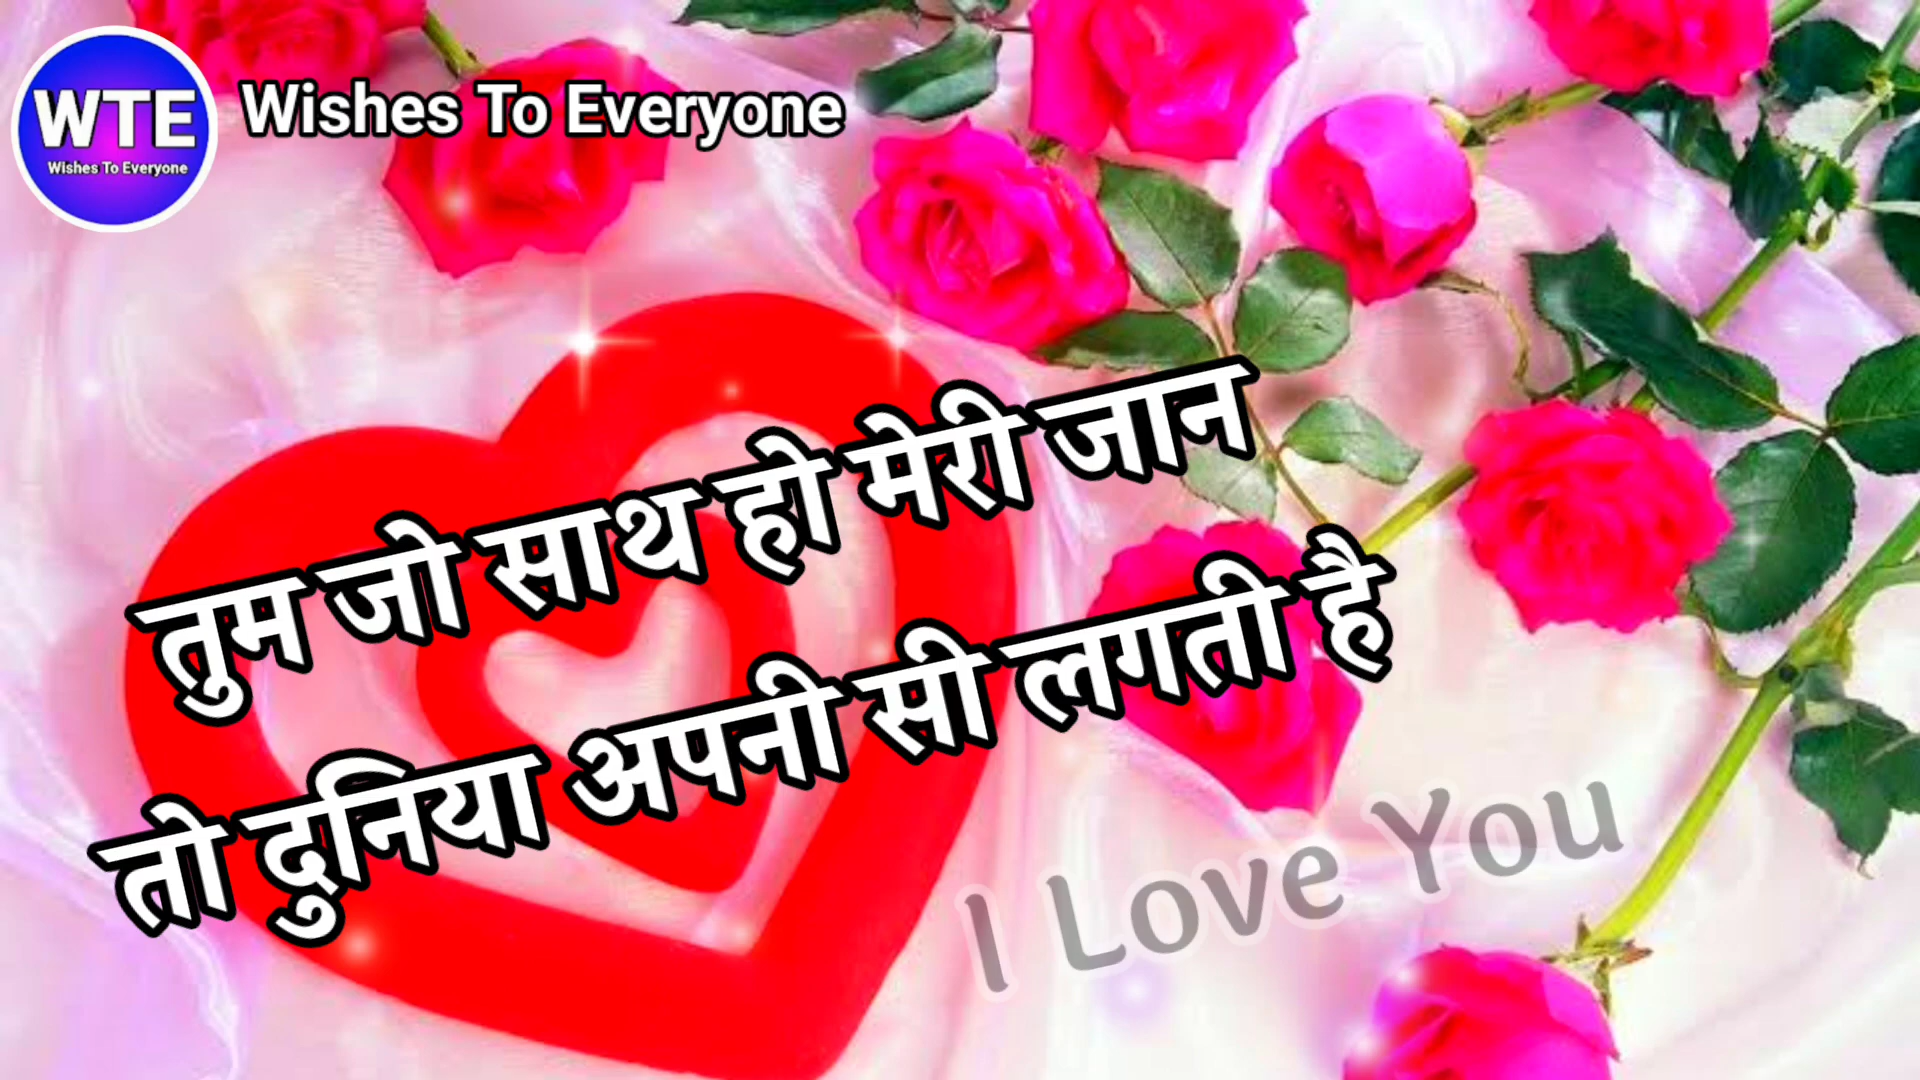 WTE
Wishes To Everyone
Wishes To Everyone
तुम जो साथ हो मेरी जान
तो दुनिया अपनी सी लगती है
I Love You